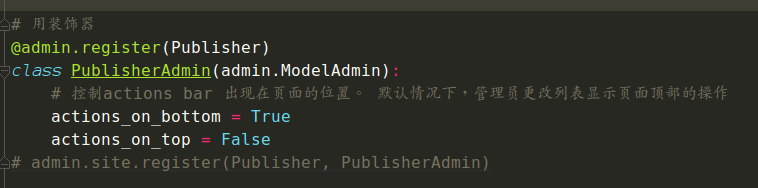 # 用装饰器
@admin.register(Publisher)
class PublisherAdmin(admin.ModelAdmin):
# 控制actions bar 出现在页面的位置。 默认情况下，管理员更改列表显示页面顶部的操作
actions_on_bottom = True
actions_on_top = False
# admin.site.register(Publisher, PublisherAdmin)